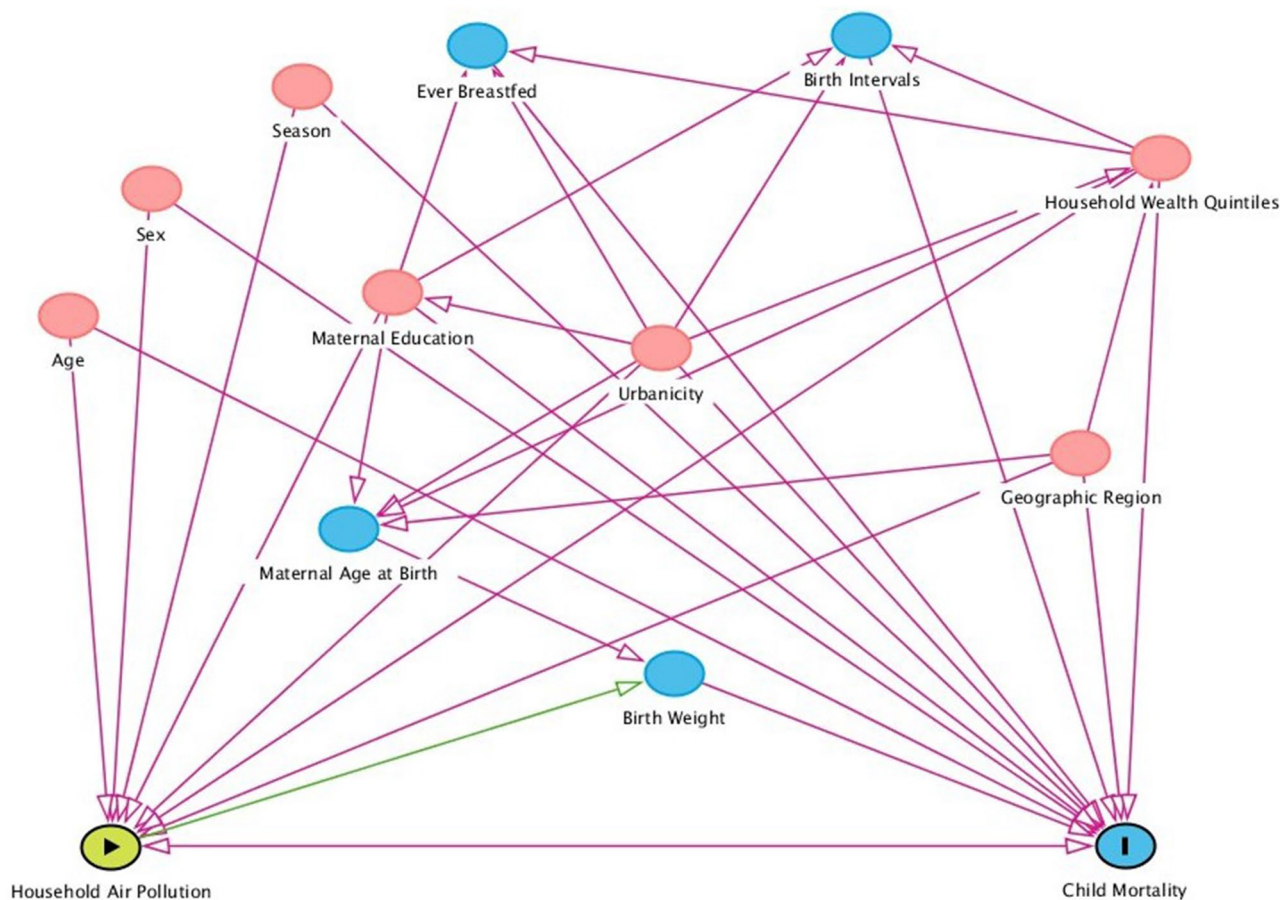 Ever Breastfed
Birth Intervals
Season
Household Wealth Quintiles
Sex
Maternal Education
Age
Urbanicity
Geographic Region
Maternal Age at Birth
Birth Weight
Household Air Pollution
Child Mortality